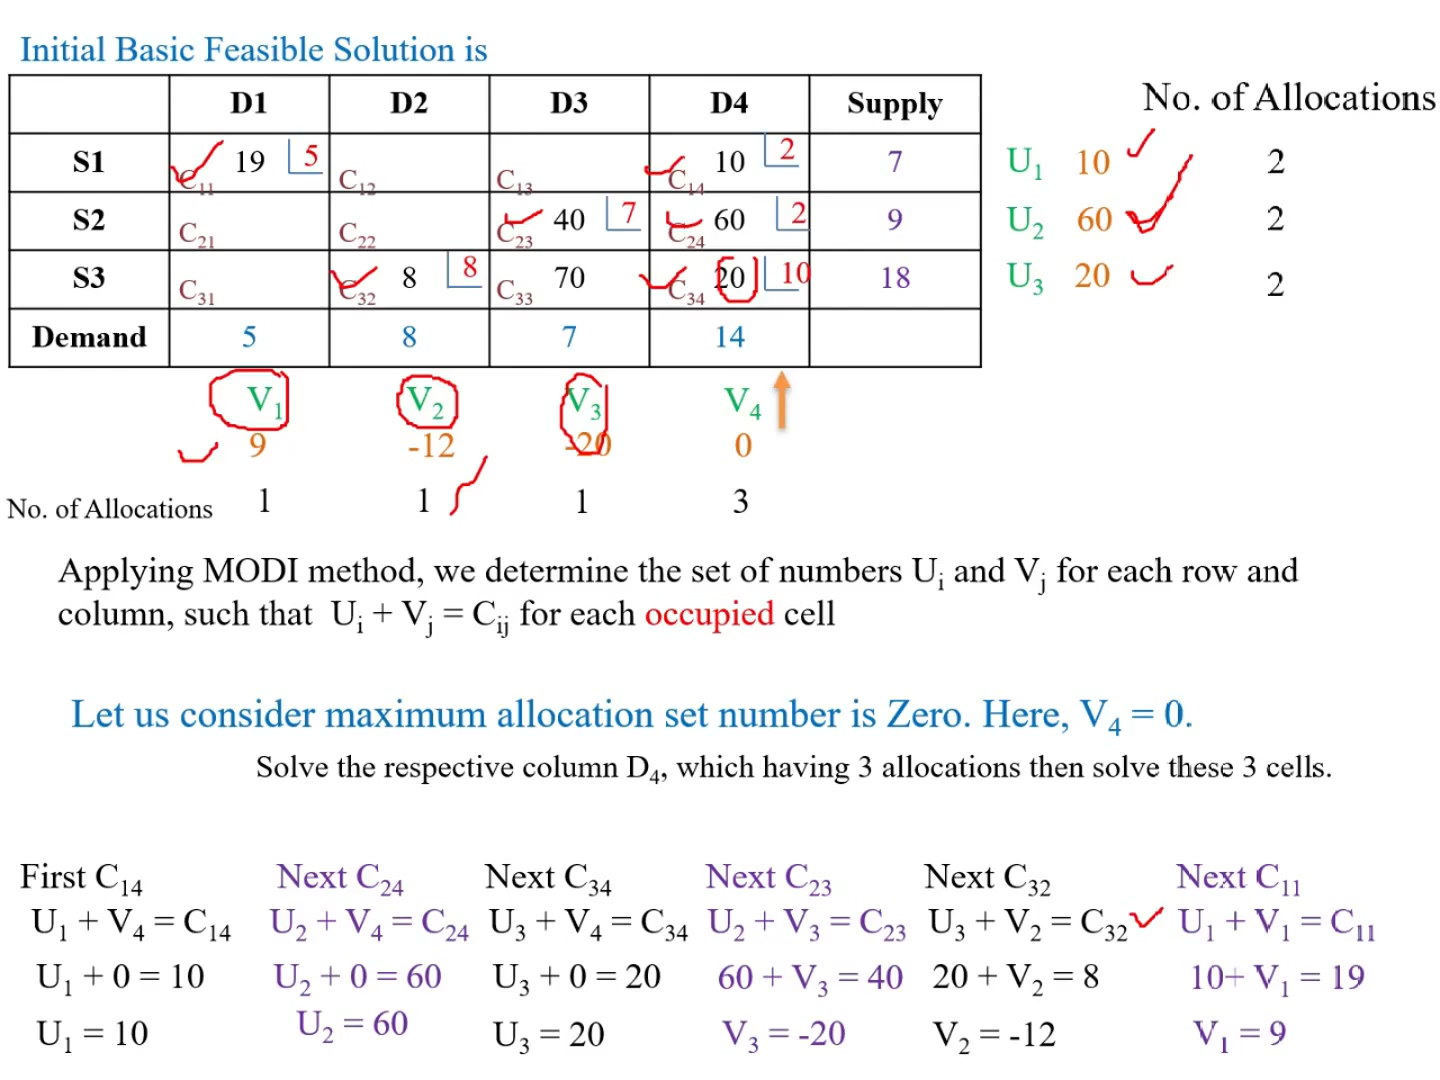 Initial Basic Feasible Solution is
No. of Allocations
D1 D2 D3 D4 Supply
S1 C11 19 5 C12 C13 C14 10 2 7 U1 10 2
S2 C21 C22 C23 40 7 C24 60 2 9 U2 60 2
S3 C31 C32 8 8 C33 70 C34 20 10 18 U3 20 2
Demand 5 8 7 14
V1 V2 V3 V4
9 -12 -20 0
No. of Allocations 1 1 1 3
Applying MODI method, we determine the set of numbers Ui and Vj for each row and
column, such that Ui + Vj = Cij for each occupied cell
Let us consider maximum allocation set number is Zero. Here, V4 = 0.
Solve the respective column D4, which having 3 allocations then solve these 3 cells.
First C14 Next C24 Next C34 Next C23 Next C32 Next C11
U1 + V4 = C14 U2 + V4 = C24 U3 + V4 = C34 U2 + V3 = C23 U3 + V2 = C32 U1 + V1 = C11
U1 + 0 = 10 U2 + 0 = 60 U3 + 0 = 20 60 + V3 = 40 20 + V2 = 8 10+ V1 = 19
U1 = 10 U2 = 60 U3 = 20 V3 = -20 V2 = -12 V1 = 9